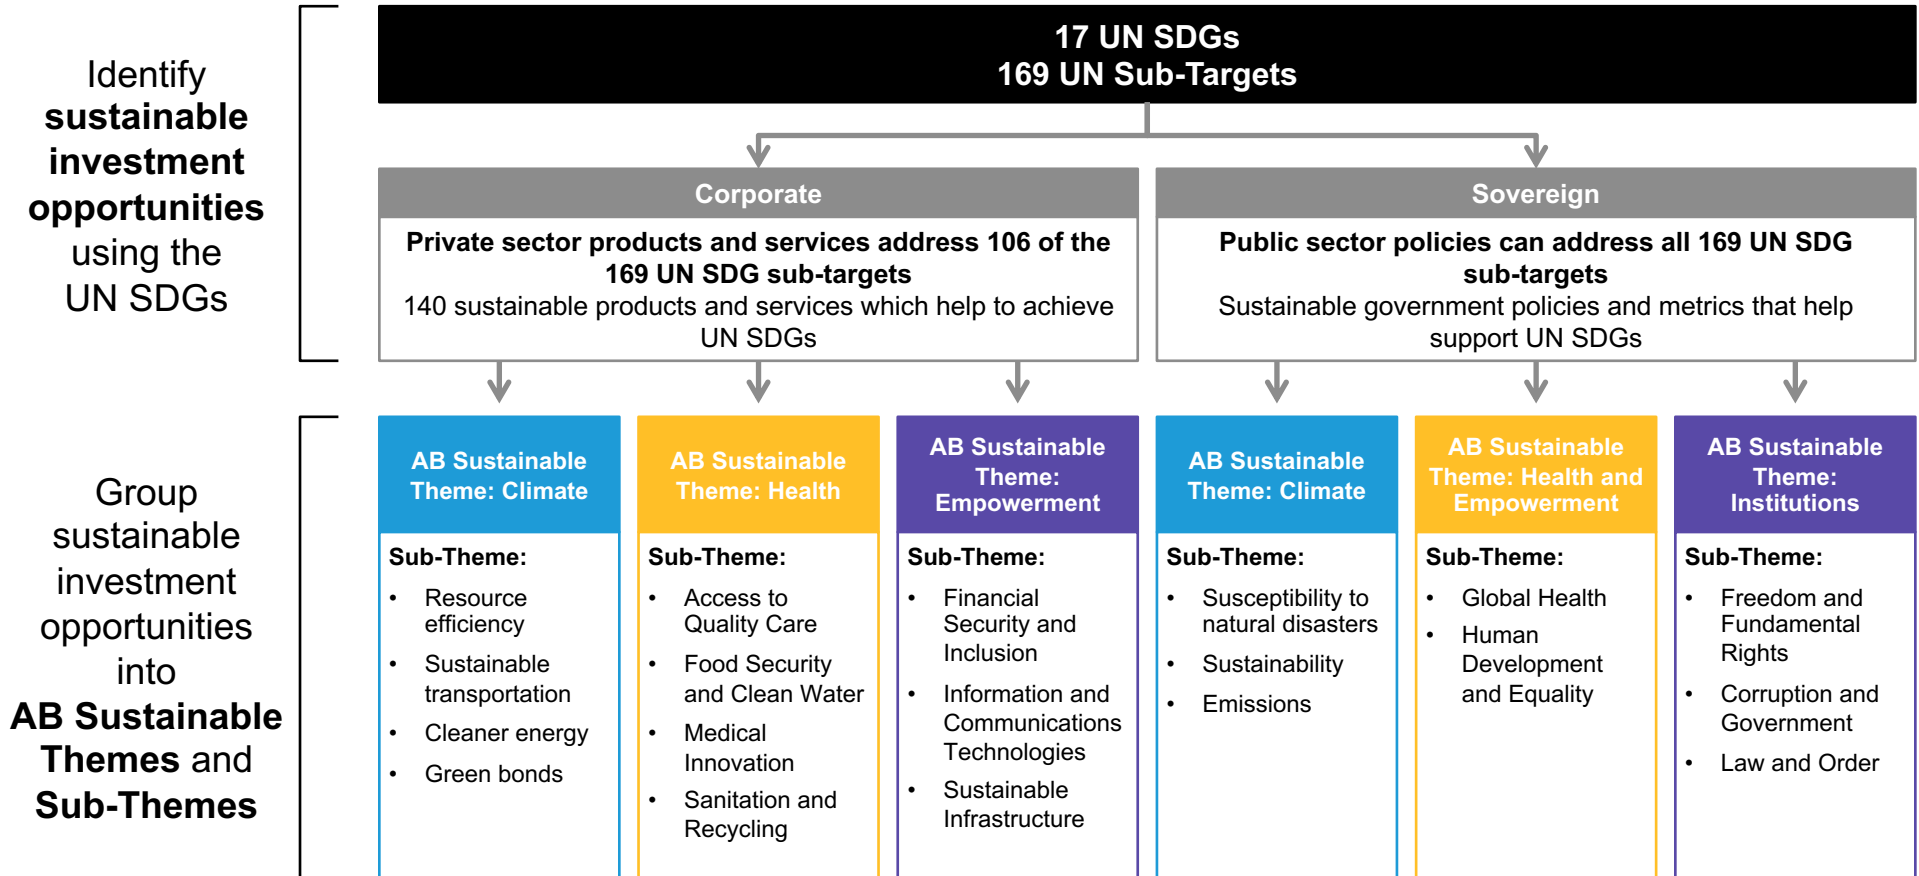 Identify
sustainable
investment
opportunities
using the
UN SDGs
17 UN SDGs
169 UN Sub-Targets
Corporate
Private sector products and services address 106 of the
169 UN SDG sub-targets
140 sustainable products and services which help to achieve
UN SDGs
Sovereign
Public sector policies can address all 169 UN SDG
sub-targets
Sustainable government policies and metrics that help
support UN SDGs
Group
sustainable
investment
opportunities
into
AB Sustainable
Themes and
Sub-Themes
AB Sustainable
Theme: Climate
Sub-Theme:
• Resource
efficiency
• Sustainable
transportation
• Cleaner energy
• Green bonds
AB Sustainable
Theme: Health
Sub-Theme:
• Access to
Quality Care
• Food Security
and Clean Water
• Medical
Innovation
• Sanitation and
Recycling
AB Sustainable
Theme:
Empowerment
Sub-Theme:
• Financial
Security and
Inclusion
• Information and
Communications
Technologies
• Sustainable
Infrastructure
AB Sustainable
Theme: Climate
Sub-Theme:
• Susceptibility to
natural disasters
• Sustainability
• Emissions
AB Sustainable
Theme: Health and
Empowerment
Sub-Theme:
• Global Health
• Human
Development
and Equality
AB Sustainable
Theme:
Institutions
Sub-Theme:
• Freedom and
Fundamental
Rights
• Corruption and
Government
• Law and Order